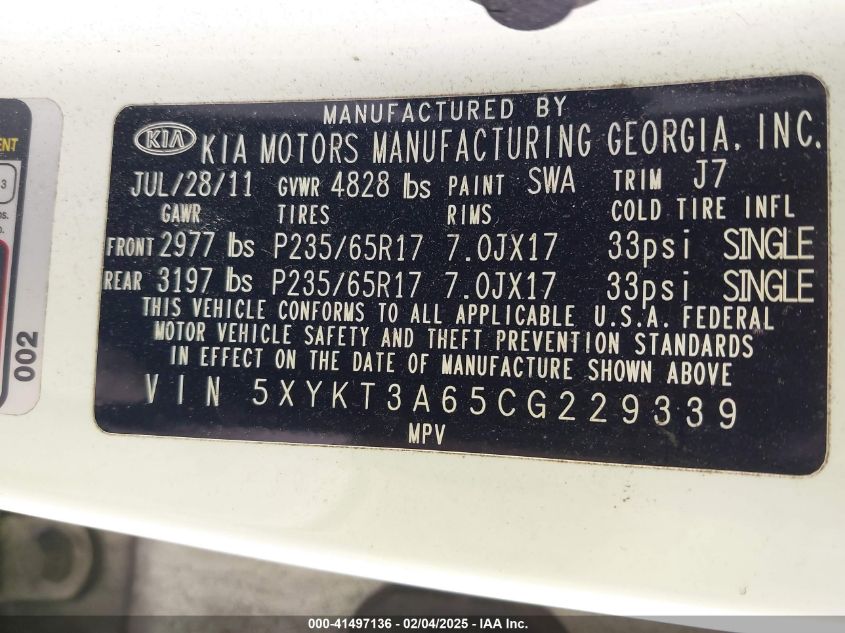 MANUFACTURED BY
KIA KIA MOTORS MANUFACTURING GEORGIA, INC.
JUL/28/11 GVWR 4828 lbs PAINT SWA TRIM J7
GAWR TIRES RIMS COLD TIRE INFL
FRONT 2977 lbs P235/65R17 7.0JX17 33psi SINGLE
REAR 3197 lbs P235/65R17 7.0JX17 33psi SINGLE
THIS VEHICLE CONFORMS TO ALL APPLICABLE U.S.A. FEDERAL
MOTOR VEHICLE SAFETY AND THEFT PREVENTION STANDARDS
IN EFFECT ON THE DATE OF MANUFACTURE SHOWN ABOVE
VIN 5XYKT3A65CG229339
MPV
ENT
3
002
000-41497136 - 02/04/2025 - IAA Inc.